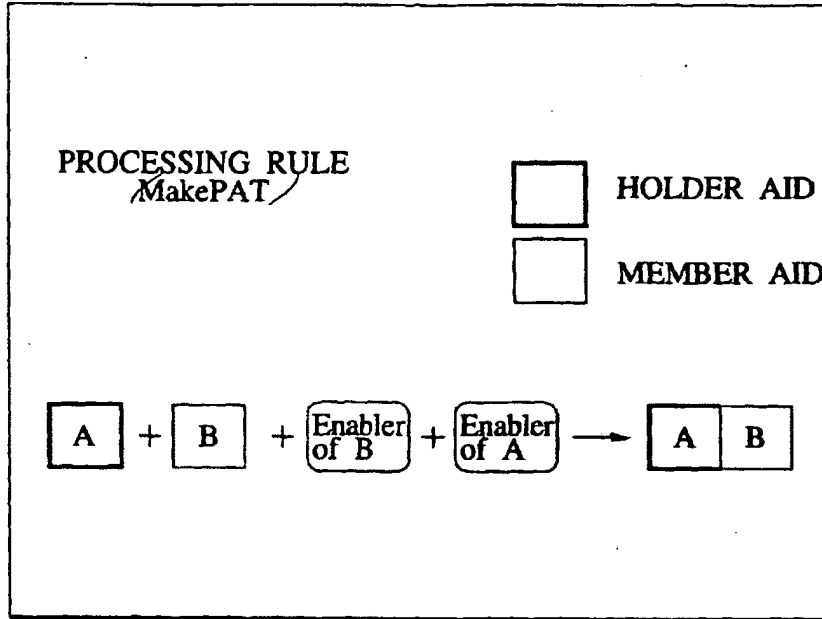 PROCESSING RULE
MakePAT
HOLDER AID
MEMBER AID
A + B + Enabler of B + Enabler of A → A B